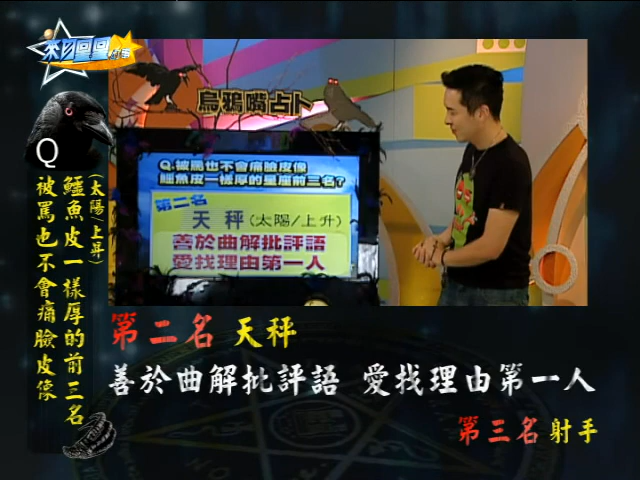 烏鴉嘴占卜
Q.被罵也不會痛臉皮像
鱷魚皮一樣厚的星座前三名?
第二名
天秤(太陽/上升)
善於曲解批評語
愛找理由第一人
Q
被罵也不會痛臉皮像
鱷魚皮一樣厚的前三名
(太陽/上昇)
第二名 天秤
善於曲解批評語 愛找理由第一人
第三名 射手